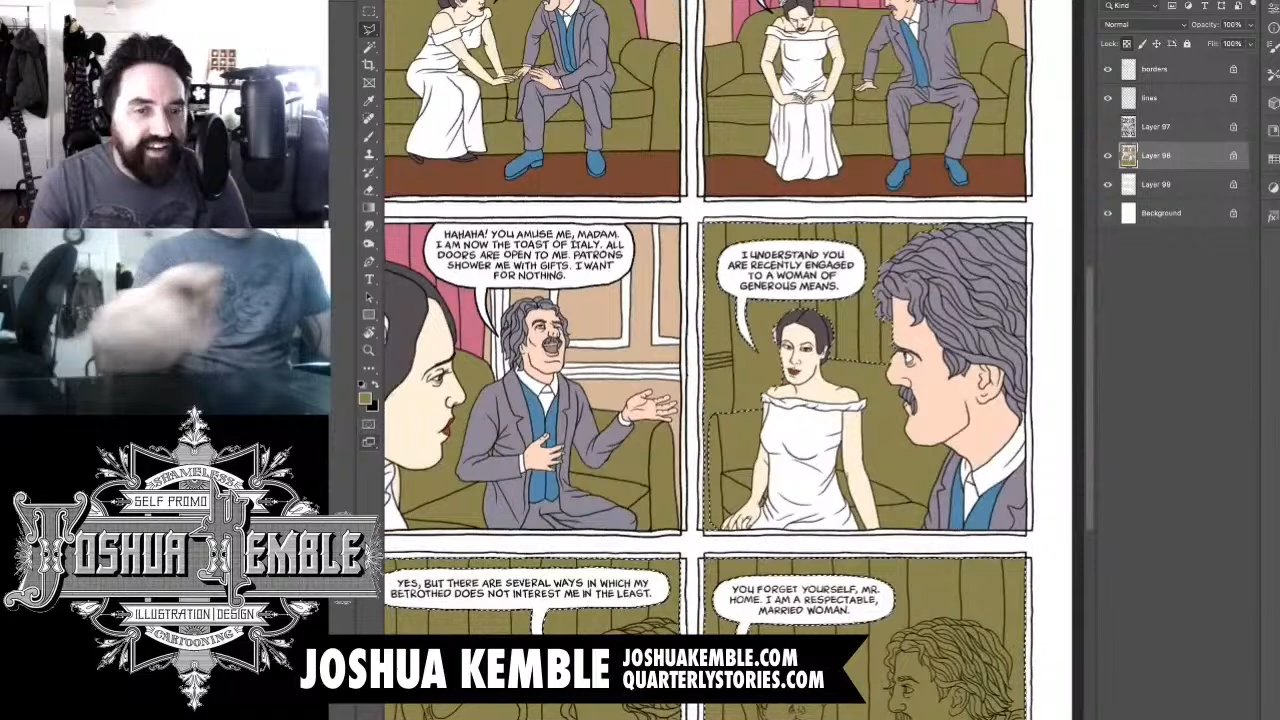 HAHAHA! YOU AMUSE ME, MADAM.
I AM NOW THE TOAST OF ITALY. ALL
DOORS ARE OPEN TO ME. PATRONS
SHOWER ME WITH GIFTS. I WANT
FOR NOTHING.
I UNDERSTAND YOU
ARE RECENTLY ENGAGED
TO A WOMAN OF
GENEROUS MEANS.
YES, BUT THERE ARE SEVERAL WAYS IN WHICH MY
BETROTHED DOES NOT INTEREST ME IN THE LEAST.
YOU FORGET YOURSELF, MR.
HOME. I AM A RESPECTABLE,
MARRIED WOMAN.
Kind
Normal
Opacity: 100%
Lock:
Fill: 100%
borders
lines
Layer 97
Layer 98
Layer 99
Background
SHAMELESS
SELF PROMO
JOSHUA KEMBLE
ILLUSTRATION | DESIGN
CARTOONING
JOSHUA KEMBLE
JOSHUAKEMBLE.COM
QUARTERLYSTORIES.COM